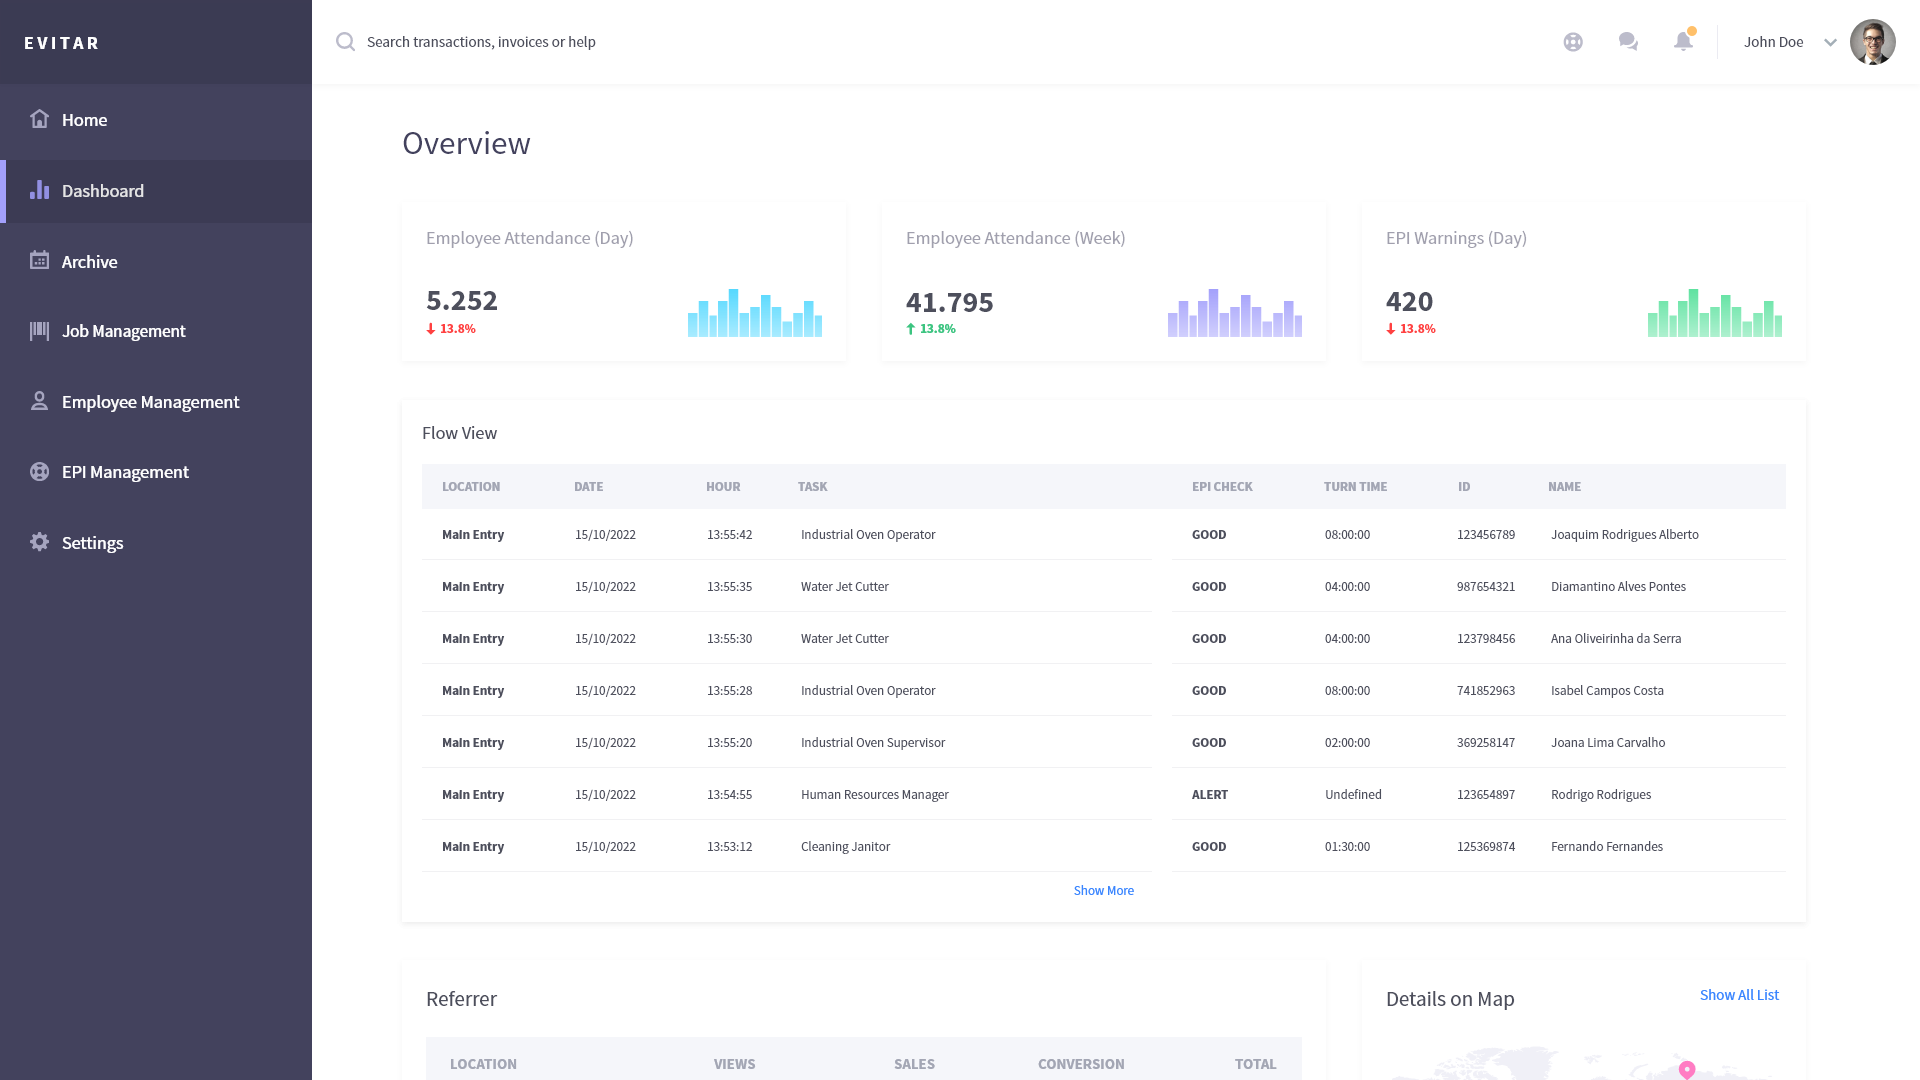 EVITAR
Search transactions, invoices or help
John Doe
Home
Dashboard
Archive
Job Management
Employee Management
EPI Management
Settings
Overview
Employee Attendance (Day)
5.252
13.8%
Employee Attendance (Week)
41.795
13.8%
EPI Warnings (Day)
420
13.8%
Flow View
LOCATION DATE HOUR TASK EPI CHECK TURN TIME ID NAME
Main Entry 15/10/2022 13:55:42 Industrial Oven Operator GOOD 08:00:00 123456789 Joaquim Rodrigues Alberto
Main Entry 15/10/2022 13:55:35 Water Jet Cutter GOOD 04:00:00 987654321 Diamantino Alves Pontes
Main Entry 15/10/2022 13:55:30 Water Jet Cutter GOOD 04:00:00 123798456 Ana Oliveirinha da Serra
Main Entry 15/10/2022 13:55:28 Industrial Oven Operator GOOD 08:00:00 741852963 Isabel Campos Costa
Main Entry 15/10/2022 13:55:20 Industrial Oven Supervisor GOOD 02:00:00 369258147 Joana Lima Carvalho
Main Entry 15/10/2022 13:54:55 Human Resources Manager ALERT Undefined 123654897 Rodrigo Rodrigues
Main Entry 15/10/2022 13:53:12 Cleaning Janitor GOOD 01:30:00 125369874 Fernando Fernandes
Show More
Referrer
LOCATION VIEWS SALES CONVERSION TOTAL
Details on Map
Show All List